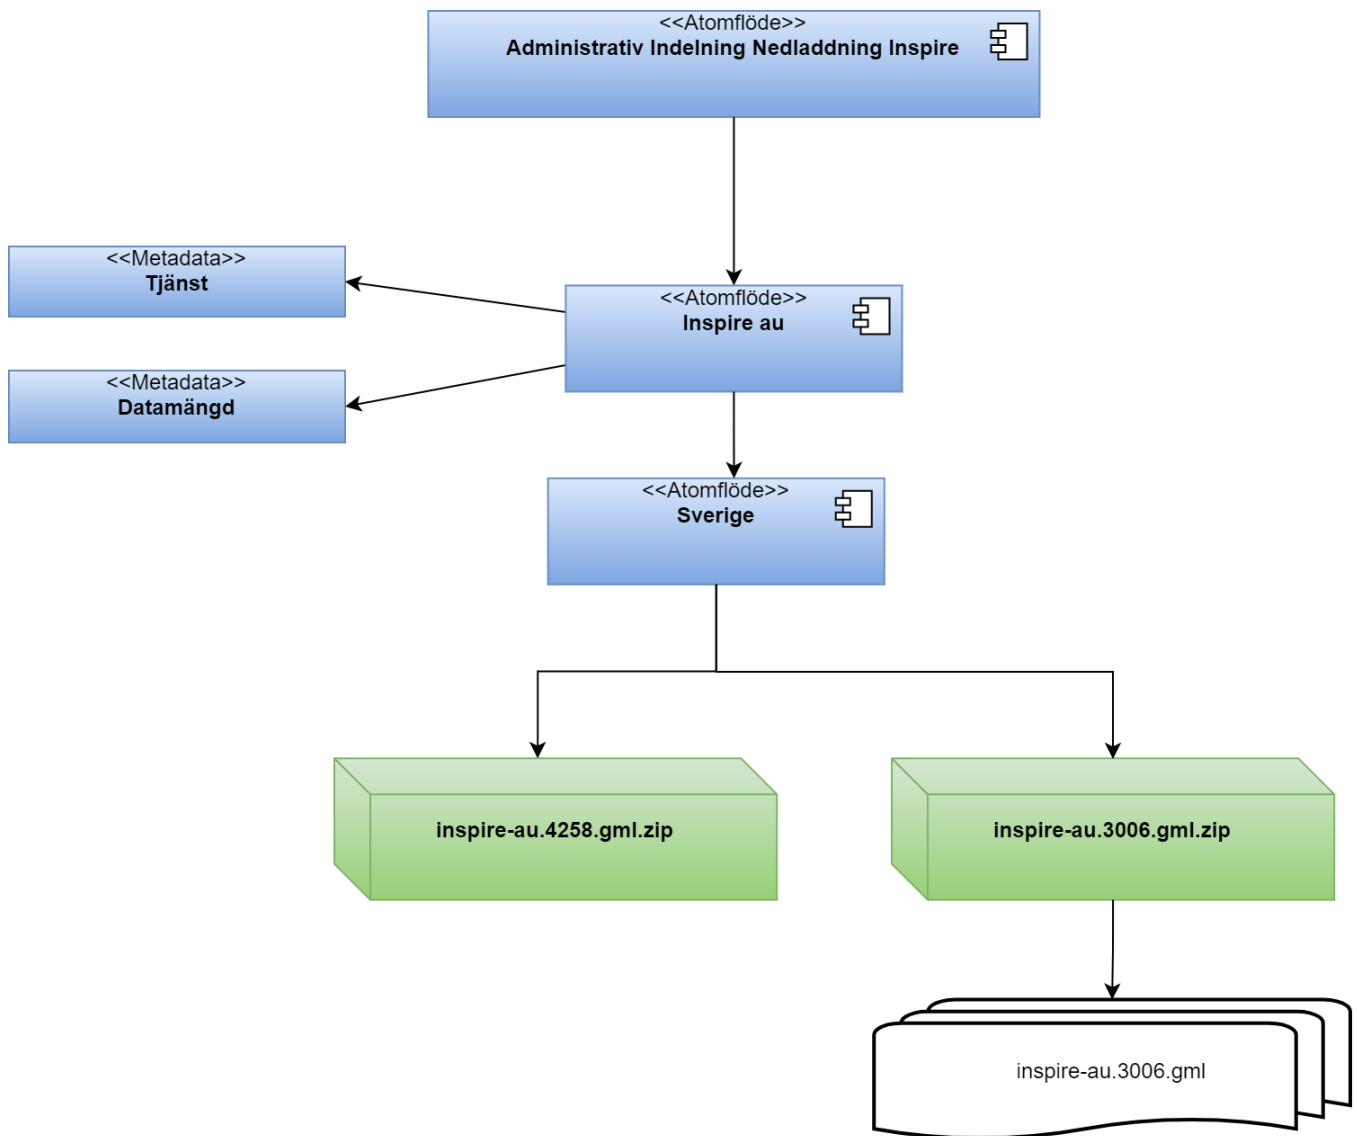 <<Atomflöde>>
Administrativ Indelning Nedladdning Inspire
<<Metadata>>
Tjänst
<<Atomflöde>>
Inspire au
<<Metadata>>
Datamängd
<<Atomflöde>>
Sverige
inspire-au.4258.gml.zip
inspire-au.3006.gml.zip
inspire-au.3006.gml